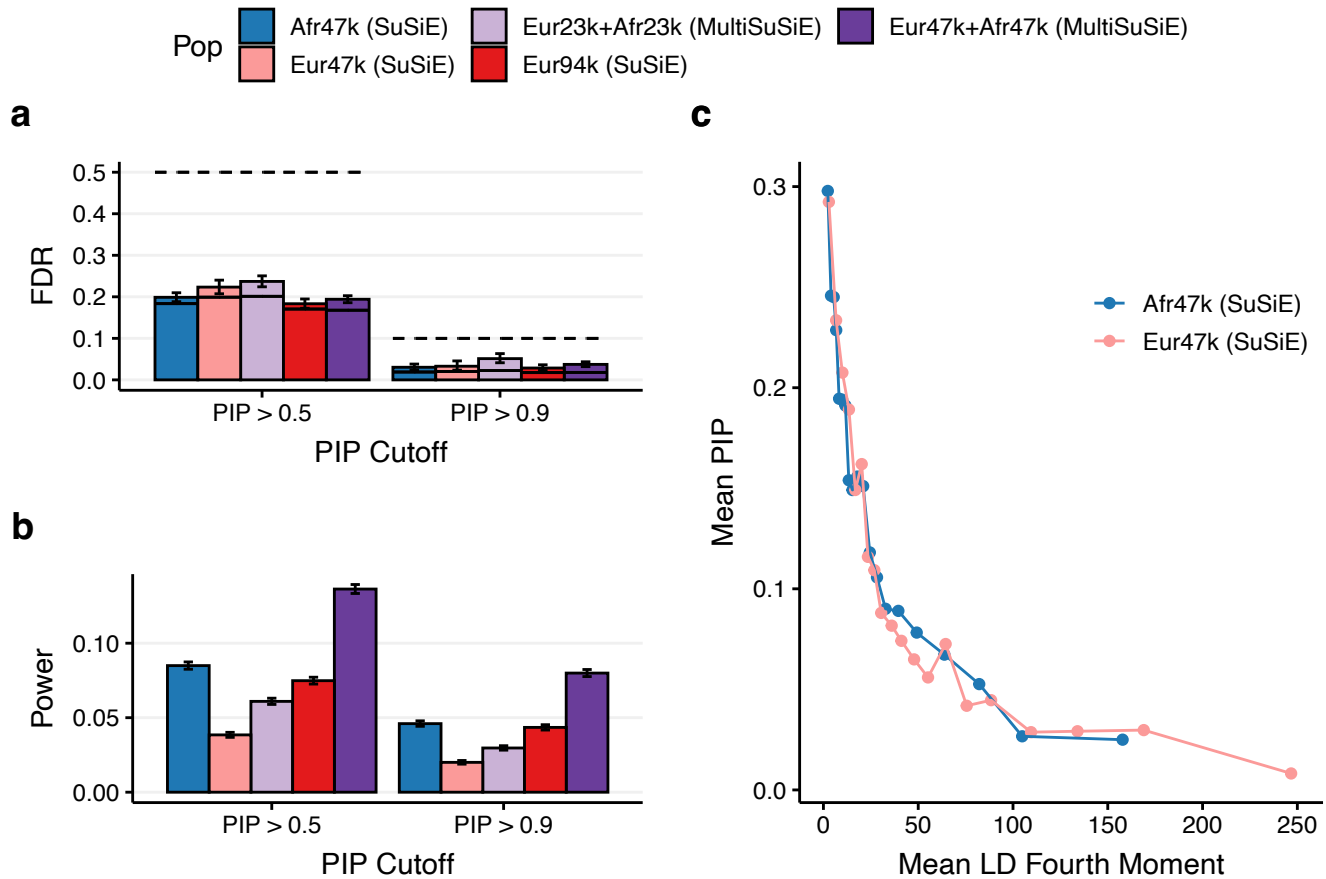 Pop
Afr47k (SuSiE)
Eur23k+Afr23k (MultiSuSiE)
Eur47k+Afr47k (MultiSuSiE)
Eur47k (SuSiE)
Eur94k (SuSiE)
a
FDR
0.5
0.4
0.3
0.2
0.1
0.0
PIP > 0.5
PIP > 0.9
PIP Cutoff
b
Power
0.10
0.05
0.00
PIP > 0.5
PIP > 0.9
PIP Cutoff
c
Mean PIP
0.3
0.2
0.1
0.0
Afr47k (SuSiE)
Eur47k (SuSiE)
0
50
100
150
200
250
Mean LD Fourth Moment